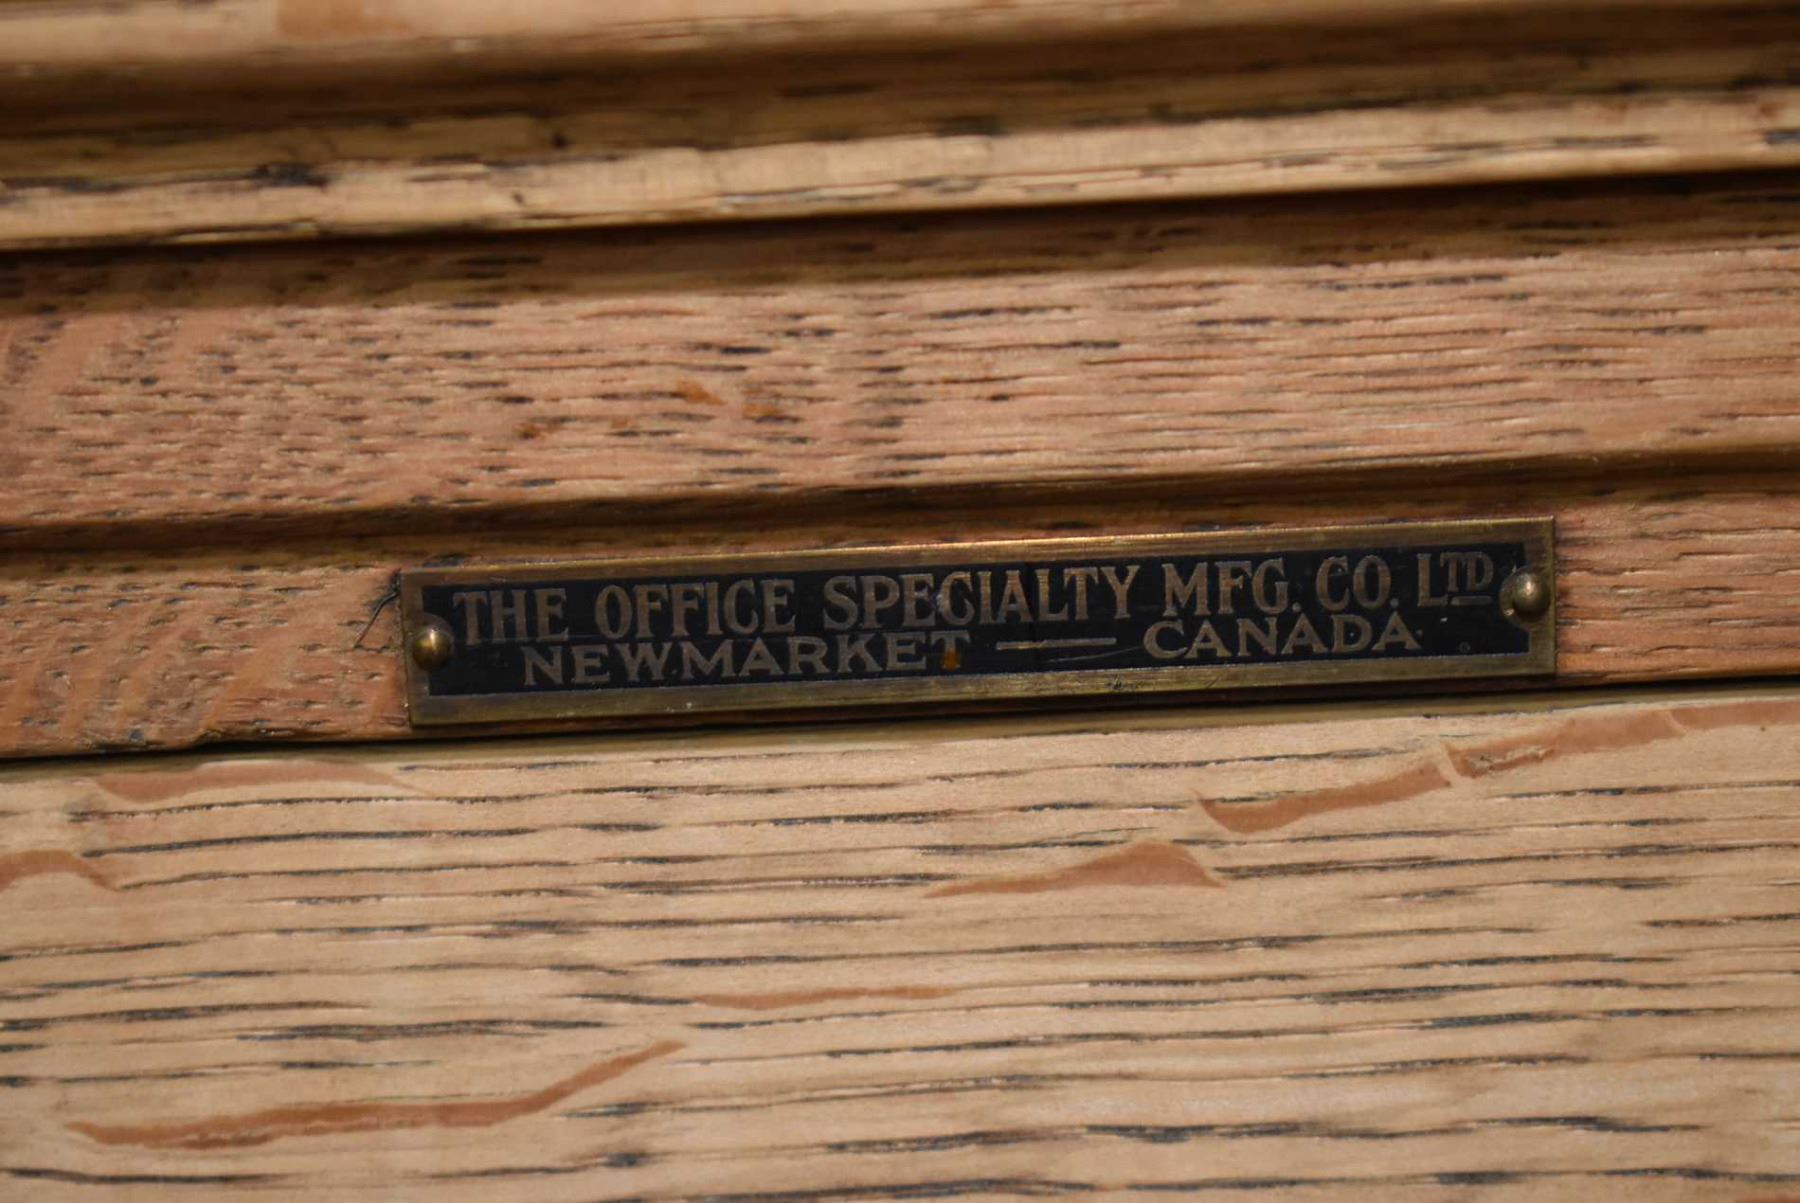 THE OFFICE SPECIALTY MFG. CO. LTD
NEWMARKET — CANADA